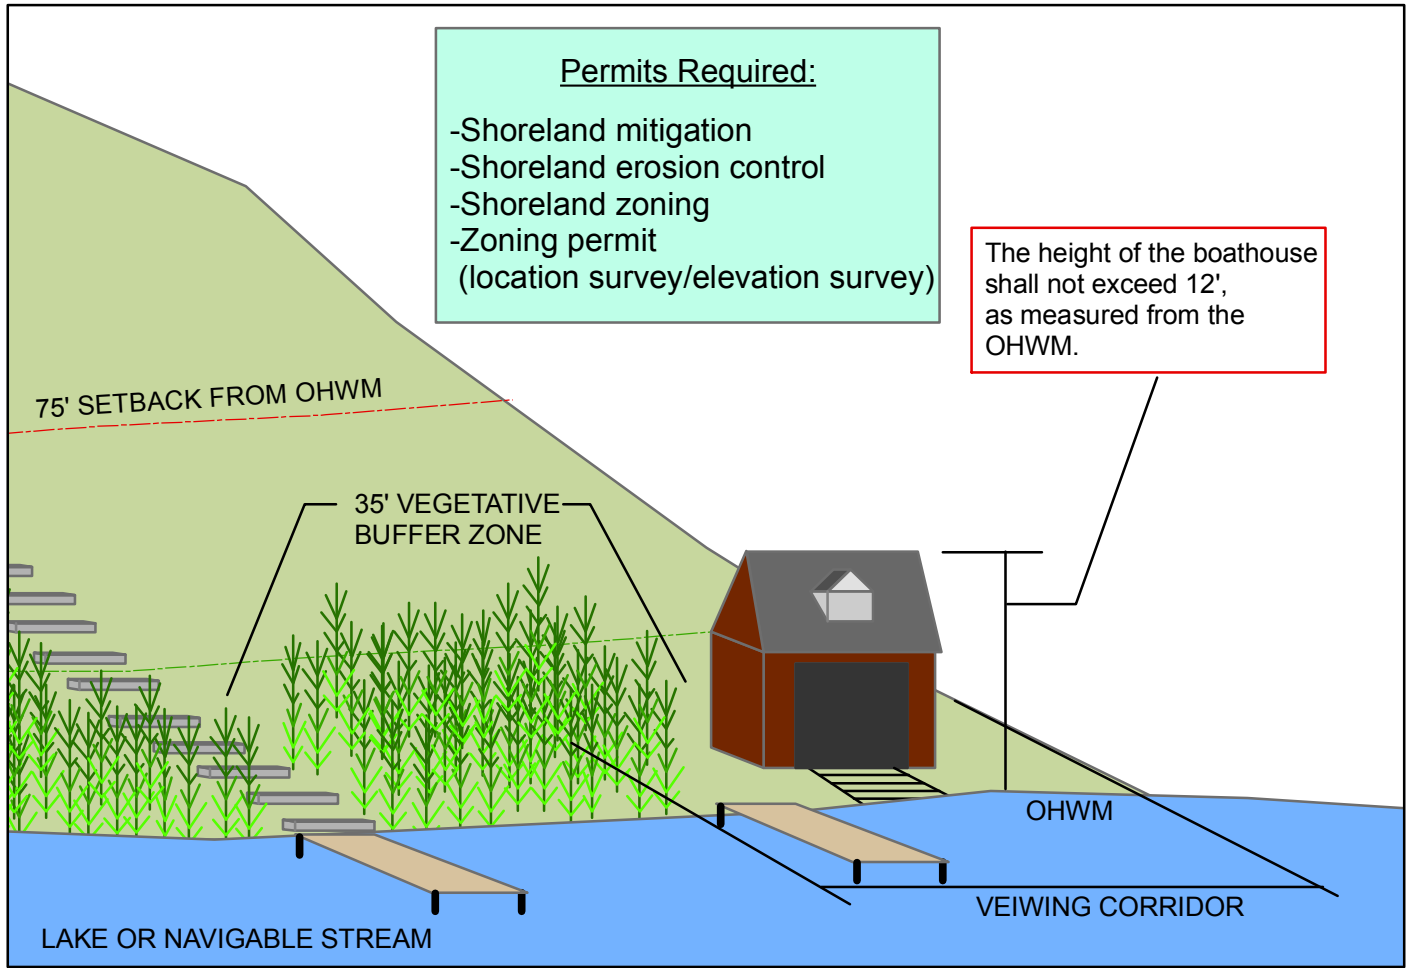 Permits Required:
-Shoreland mitigation
-Shoreland erosion control
-Shoreland zoning
-Zoning permit
(location survey/elevation survey)
The height of the boathouse
shall not exceed 12',
as measured from the
OHWM.
75' SETBACK FROM OHWM
35' VEGETATIVE
BUFFER ZONE
OHWM
VEIWING CORRIDOR
LAKE OR NAVIGABLE STREAM